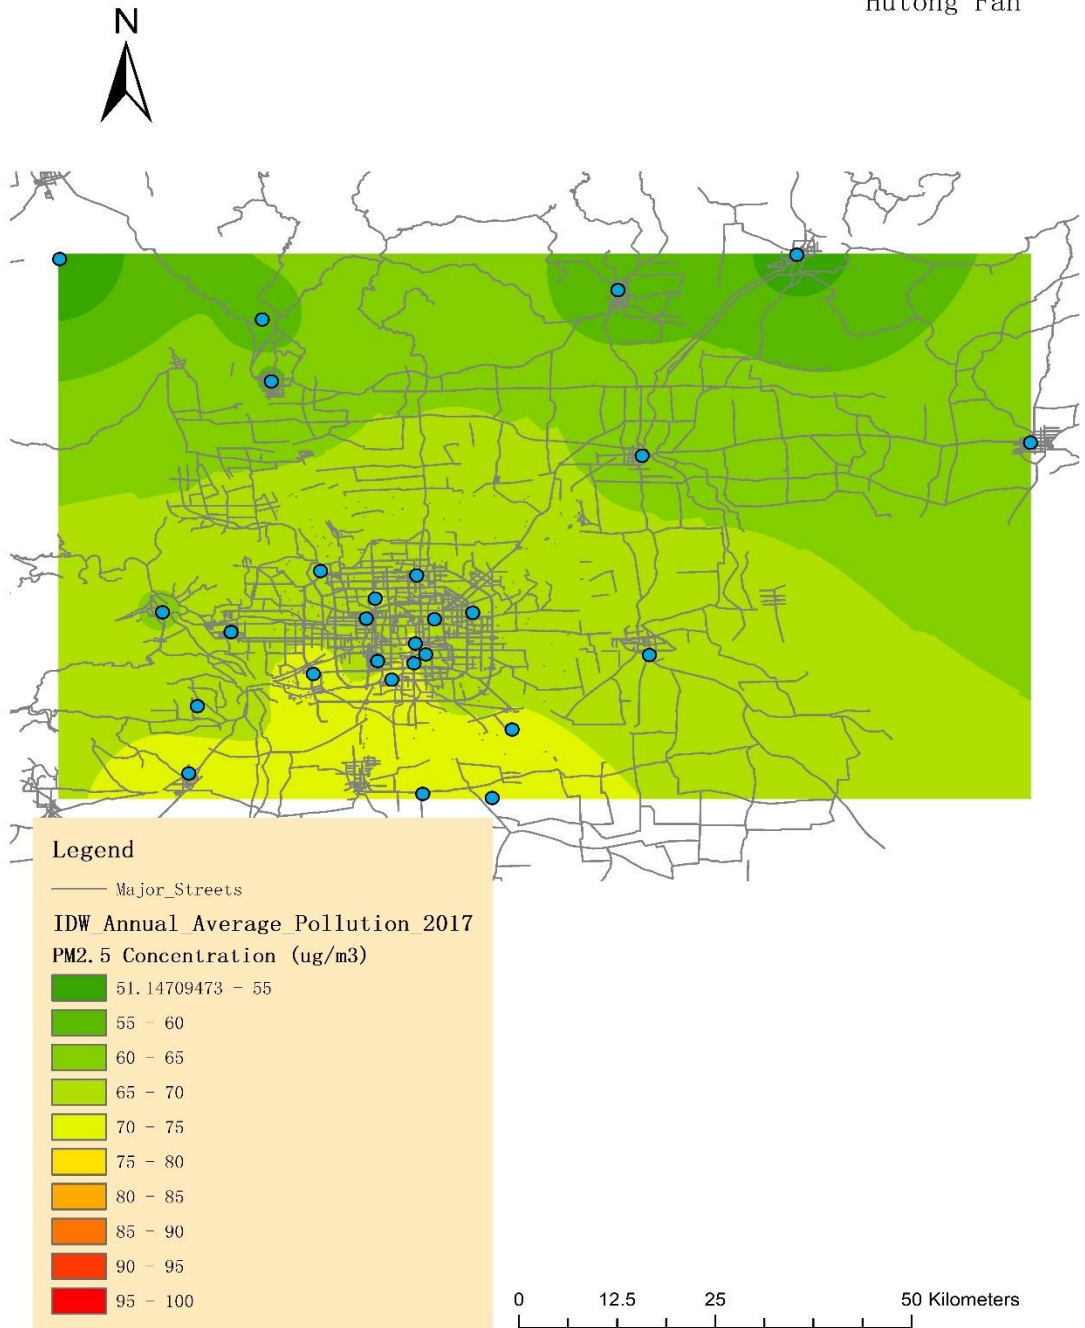 Hutong Fan
N
Legend
Major_Streets
IDW_Annual_Average_Pollution_2017
PM2.5 Concentration (ug/m3)
51.14709473 - 55
55 - 60
60 - 65
65 - 70
70 - 75
75 - 80
80 - 85
85 - 90
90 - 95
95 - 100
0 12.5 25 50 Kilometers